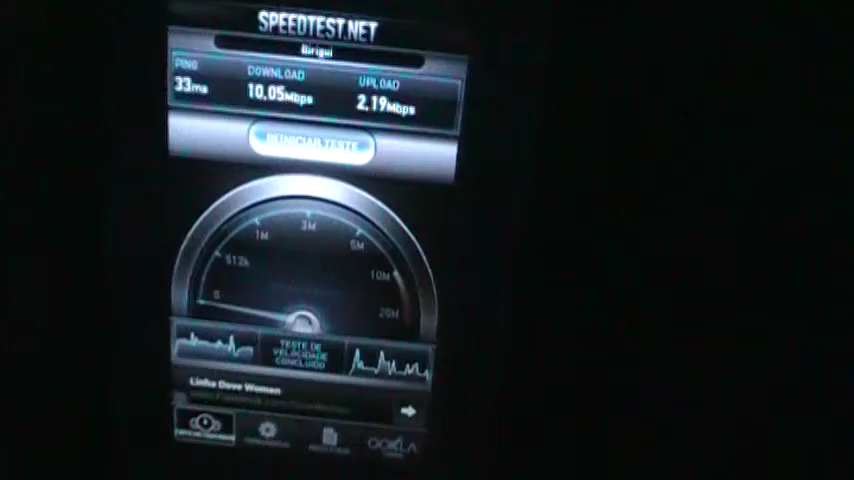 SPEEDTEST.NET
Birigui
PING DOWNLOAD UPLOAD
33ms 10.05Mbps 2.19Mbps
REINICIAR TESTE
0 512k 1M 3M 5M 10M 20M
TESTE DE
VELOCIDADE
CONCLUÍDO
Linha Dove Women
OOKLA